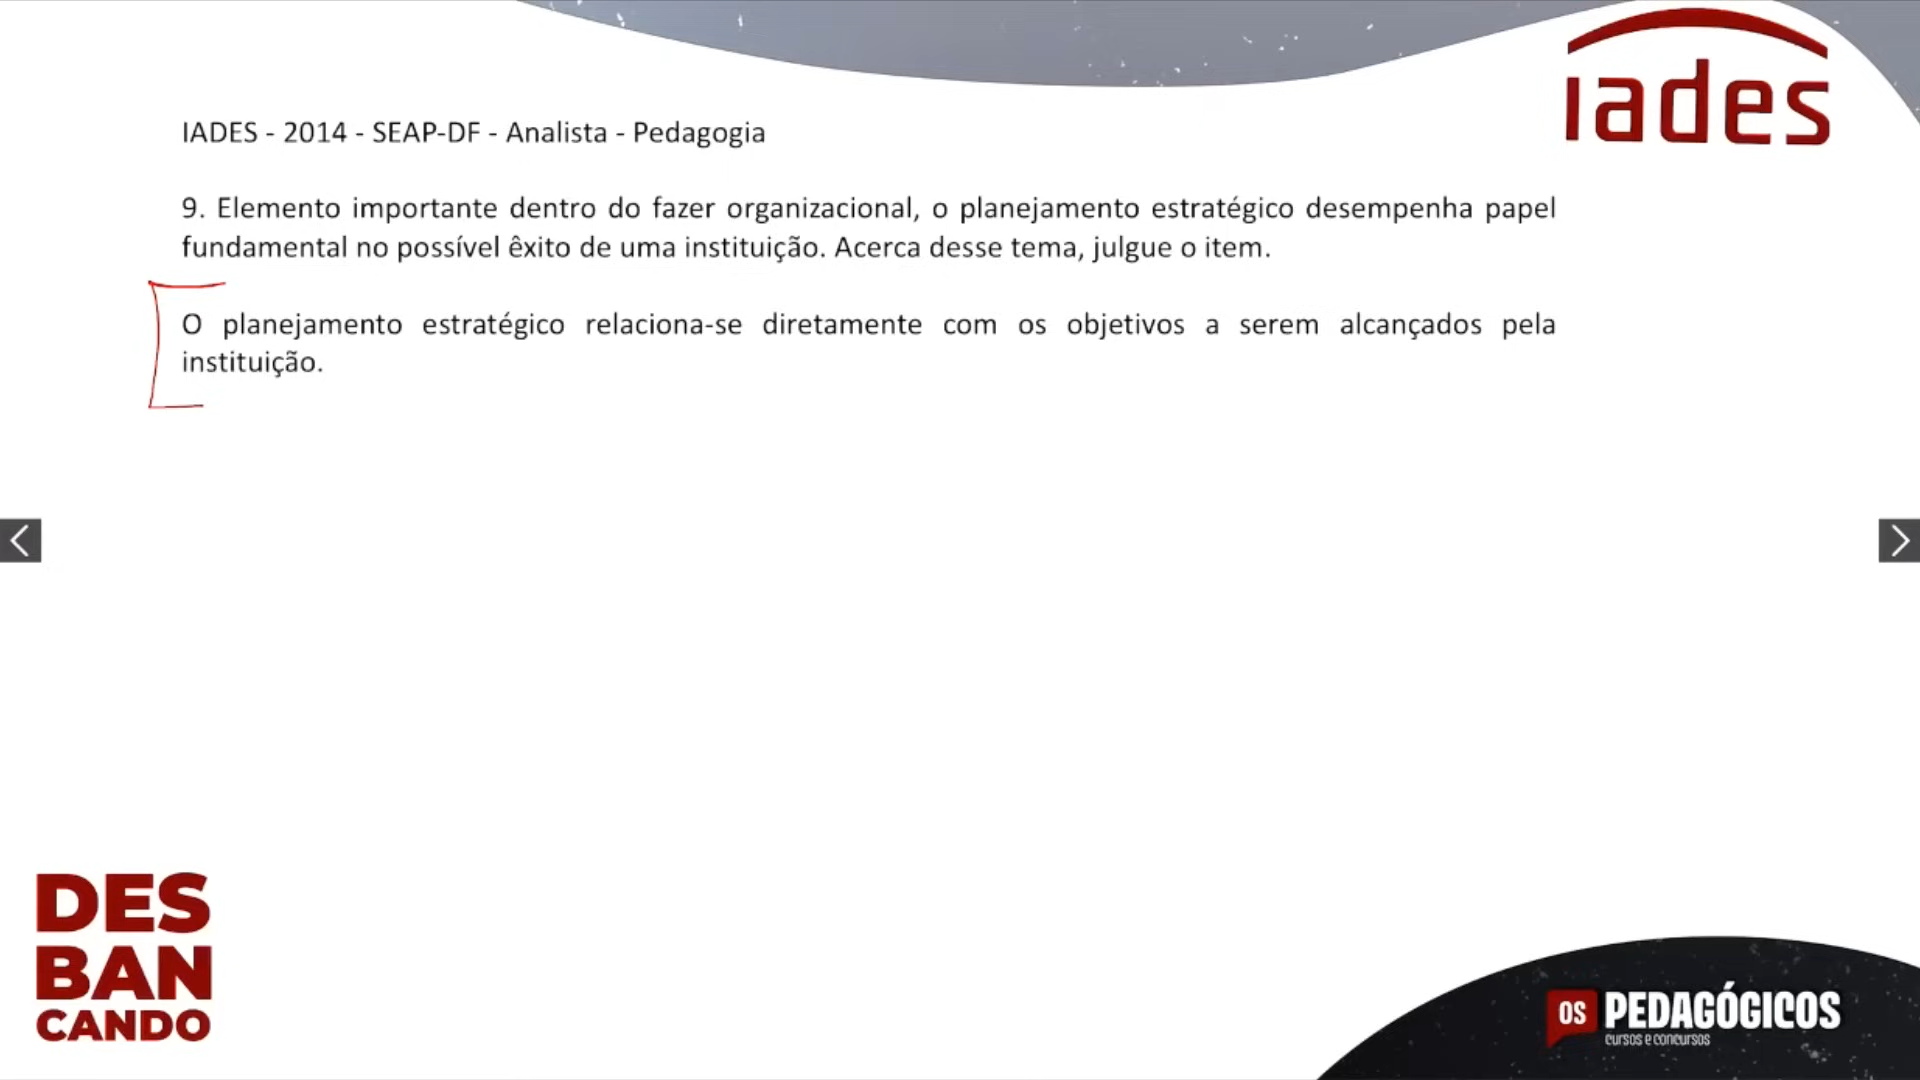 iades
IADES - 2014 - SEAP-DF - Analista - Pedagogia
9. Elemento importante dentro do fazer organizacional, o planejamento estratégico desempenha papel
fundamental no possível êxito de uma instituição. Acerca desse tema, julgue o item.
O planejamento estratégico relaciona-se diretamente com os objetivos a serem alcançados pela
instituição.
DES
BAN
CANDO
OS PEDAGÓGICOS
cursos e concursos